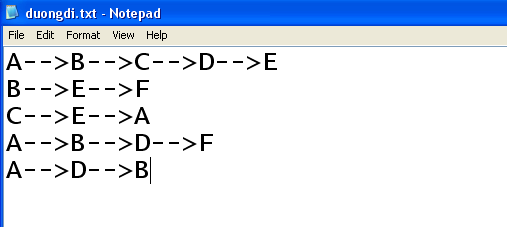 duongdi.txt - Notepad
File Edit Format View Help
A-->B-->C-->D-->E
B-->E-->F
C-->E-->A
A-->B-->D-->F
A-->D-->B